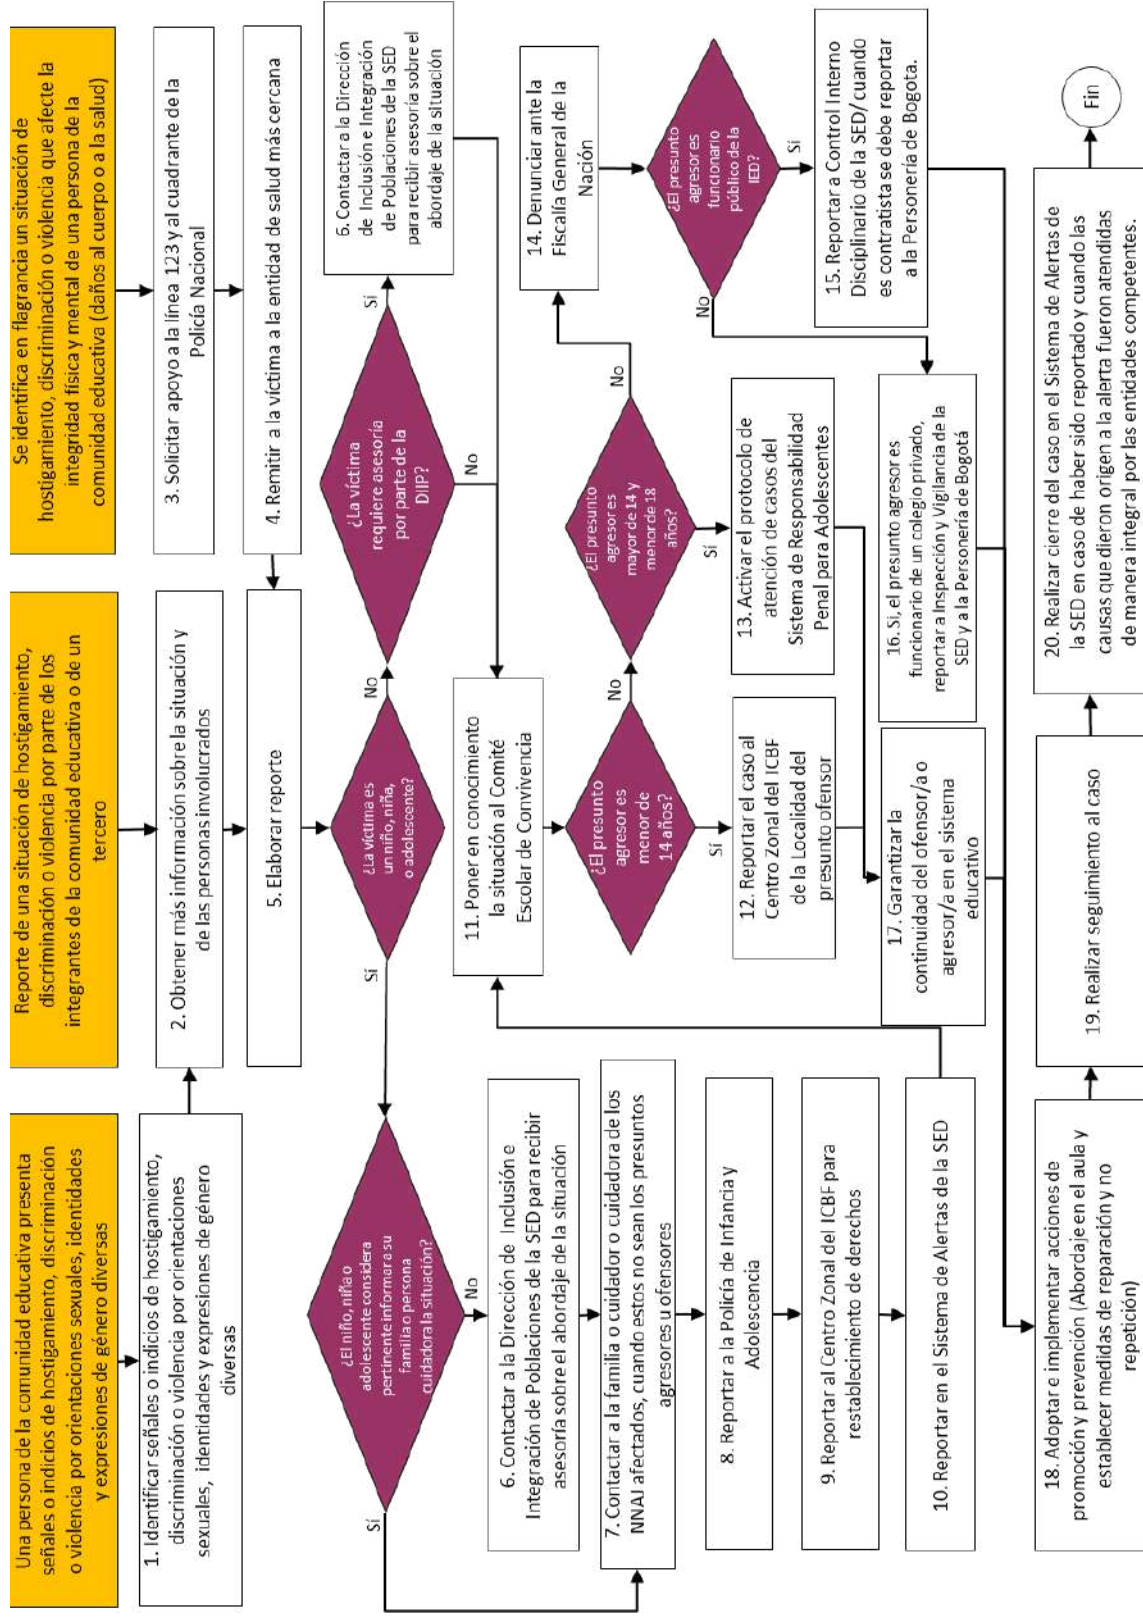 Una persona de la comunidad educativa presenta
señales o indicios de hostigamiento, discriminación
o violencia por orientaciones sexuales, identidades
y expresiones de género diversas
Reporte de una situación de hostigamiento,
discriminación o violencia por parte de los
integrantes de la comunidad educativa o de un
tercero
Se identifica en flagrancia un situación de
hostigamiento, discriminación o violencia que afecte la
integridad física y mental de una persona de la
comunidad educativa (daños al cuerpo o a la salud)
1. Identificar señales o indicios de hostigamiento,
discriminación o violencia por orientaciones
sexuales, identidades y expresiones de género
diversas
2. Obtener más información sobre la situación y
de las personas involucrados
3. Solicitar apoyo a la línea 123 y al cuadrante de la
Policía Nacional
4. Remitir a la víctima a la entidad de salud más cercana
5. Elaborar reporte
¿La víctima es
un niño, niña,
o adolescente?
Sí
No
¿La víctima
requiere asesoría
por parte de la
DIIP?
Sí
No
6. Contactar a la Dirección
de Inclusión e Integración
de Poblaciones de la SED
para recibir asesoría sobre el
abordaje de la situación
¿El niño, niña o
adolescente considera
pertinente informar a su
familia o persona
cuidadora la situación?
Sí
No
6. Contactar a la Dirección de Inclusión e
Integración de Poblaciones de la SED para recibir
asesoría sobre el abordaje de la situación
7. Contactar a la familia o cuidador o cuidadora de los
NNAJ afectados, cuando estos no sean los presuntos
agresores u ofensores
8. Reportar a la Policía de Infancia y
Adolescencia
9. Reportar al Centro Zonal del ICBF para
restablecimiento de derechos
10. Reportar en el Sistema de Alertas de la SED
11. Poner en conocimiento
la situación al Comité
Escolar de Convivencia
¿El presunto
agresor es
menor de
14 años?
Sí
No
12. Reportar el caso al
Centro Zonal del ICBF
de la Localidad del
presunto ofensor
¿El presunto
agresor es
mayor de 14 y
menor de 18
años?
Sí
No
13. Activar el protocolo de
atención de casos del
Sistema de Responsabilidad
Penal para Adolescentes
14. Denunciar ante la
Fiscalía General de la
Nación
¿El presunto
agresores
funcionario
público de la
IED?
Sí
No
15. Reportar a Control Interno
Disciplinario de la SED/ cuando
es contratista se debe reportar
a la Personería de Bogota.
16. Si, el presunto agresor es
funcionario de un colegio privado,
reportar a Inspección y Vigilancia de la
SED y a la Personería de Bogotá
17. Garantizar la
continuidad del ofensor/a o
agresor/a en el sistema
educativo
18. Adoptar e implementar acciones de
promoción y prevención (Abordaje en el aula y
establecer medidas de reparación y no
repetición)
19. Realizar seguimiento al caso
20. Realizar cierre del caso en el Sistema de Alertas de
la SED en caso de haber sido reportado y cuando las
causas que dieron origen a la alerta fueron atendidas
de manera integral por las entidades competentes.
Fin